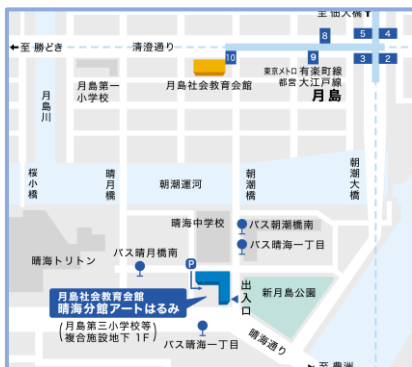 至 佃大橋
←至 勝どき
清澄通り
8
5
4
10
9
3
2
東京メトロ 有楽町線
都営 大江戸線
月島
月島社会教育会館
月島第一
小学校
月島川
桜小橋
晴月橋
朝潮運河
朝潮橋
朝潮大橋
晴海中学校
バス朝潮橋南
バス晴海一丁目
晴海トリトン
バス晴月橋南
P
月島社会教育会館
晴海分館アートはるみ
(月島第三小学校等
複合施設地下 1F)
出入口
新月島公園
バス晴海一丁目
晴海通り
→至 豊洲